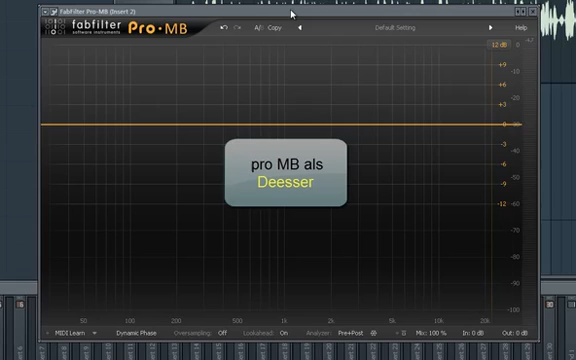 FabFilter Pro-MB (Insert 2)
fabfilter Pro·MB
software instruments
A/B Copy
Default Setting
Help
12 dB 0
+9 -10
+6 -20
+3
0 -30
-3 -40
-6 -50
-9 -60
-12
-70
-80
-90
-100
pro MB als
Deesser
50 100 200 500 1k 2k 5k 10k 20k
MIDI Learn Dynamic Phase Oversampling: Off Lookahead: On Analyzer: Pre+Post Mix: 100 % In: 0 dB Out: 0 dB